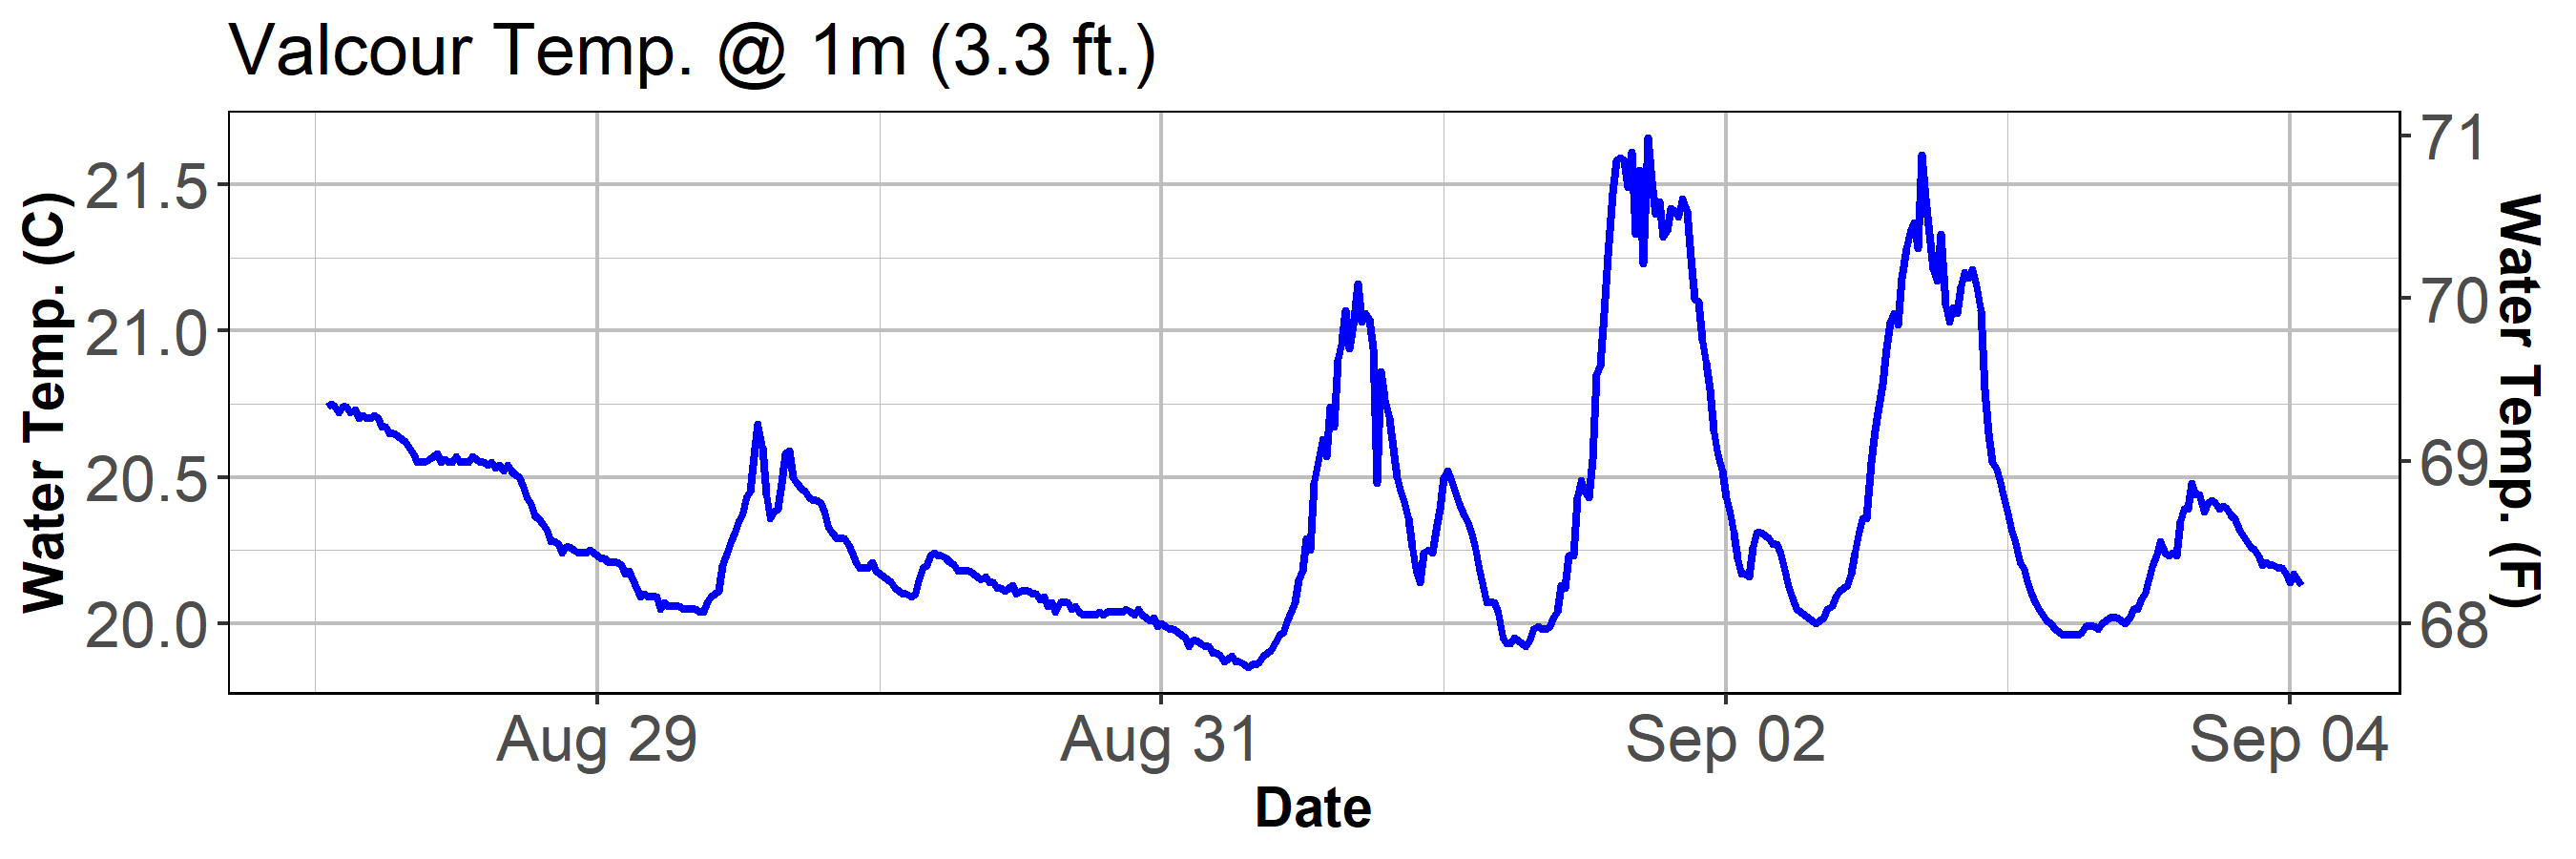 Valcour Temp. @ 1m (3.3 ft.)
Water Temp. (C)
21.5
21.0
20.5
20.0
71
70
69
68
Water Temp. (F)
Aug 29
Aug 31
Sep 02
Sep 04
Date